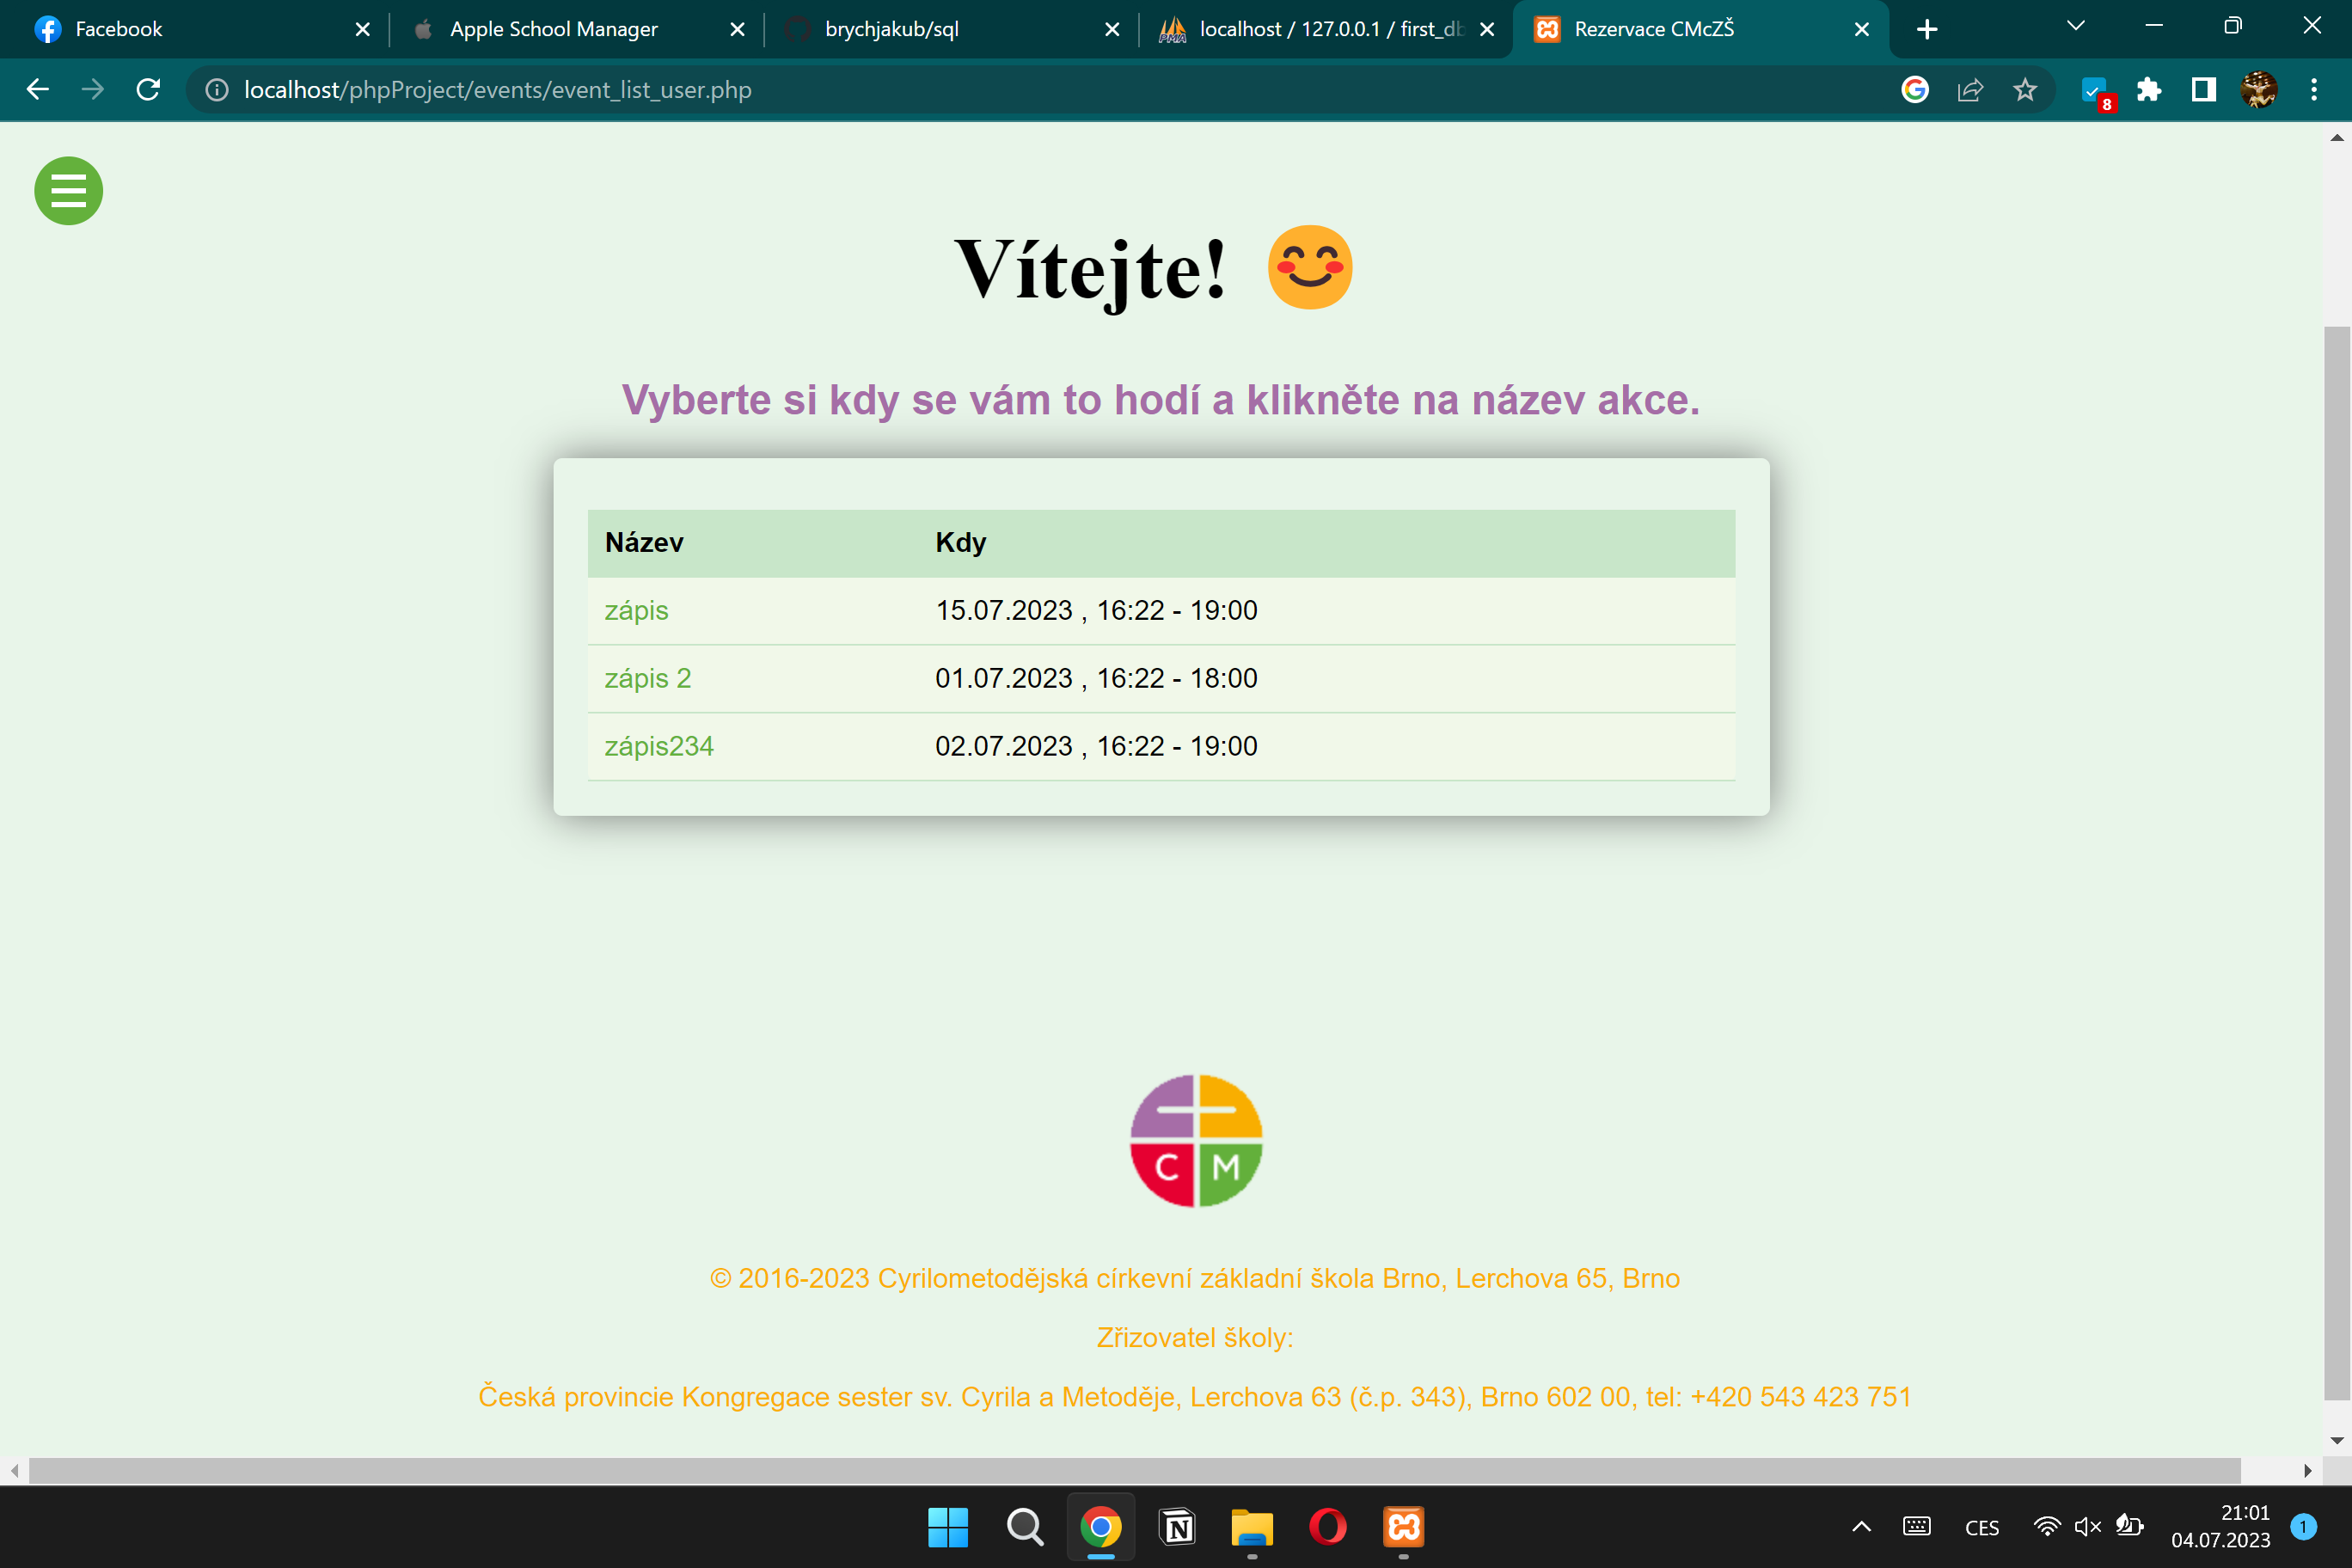 Facebook
Apple School Manager
brychjakub/sql
localhost / 127.0.0.1 / first_db
Rezervace CMcZŠ
localhost/phpProject/events/event_list_user.php
8
Vítejte! 😊
Vyberte si kdy se vám to hodí a klikněte na název akce.
Název Kdy
zápis 15.07.2023 , 16:22 - 19:00
zápis 2 01.07.2023 , 16:22 - 18:00
zápis234 02.07.2023 , 16:22 - 19:00
C M
© 2016-2023 Cyrilometodějská církevní základní škola Brno, Lerchova 65, Brno
Zřizovatel školy:
Česká provincie Kongregace sester sv. Cyrila a Metoděje, Lerchova 63 (č.p. 343), Brno 602 00, tel: +420 543 423 751
CES
21:01
04.07.2023
1